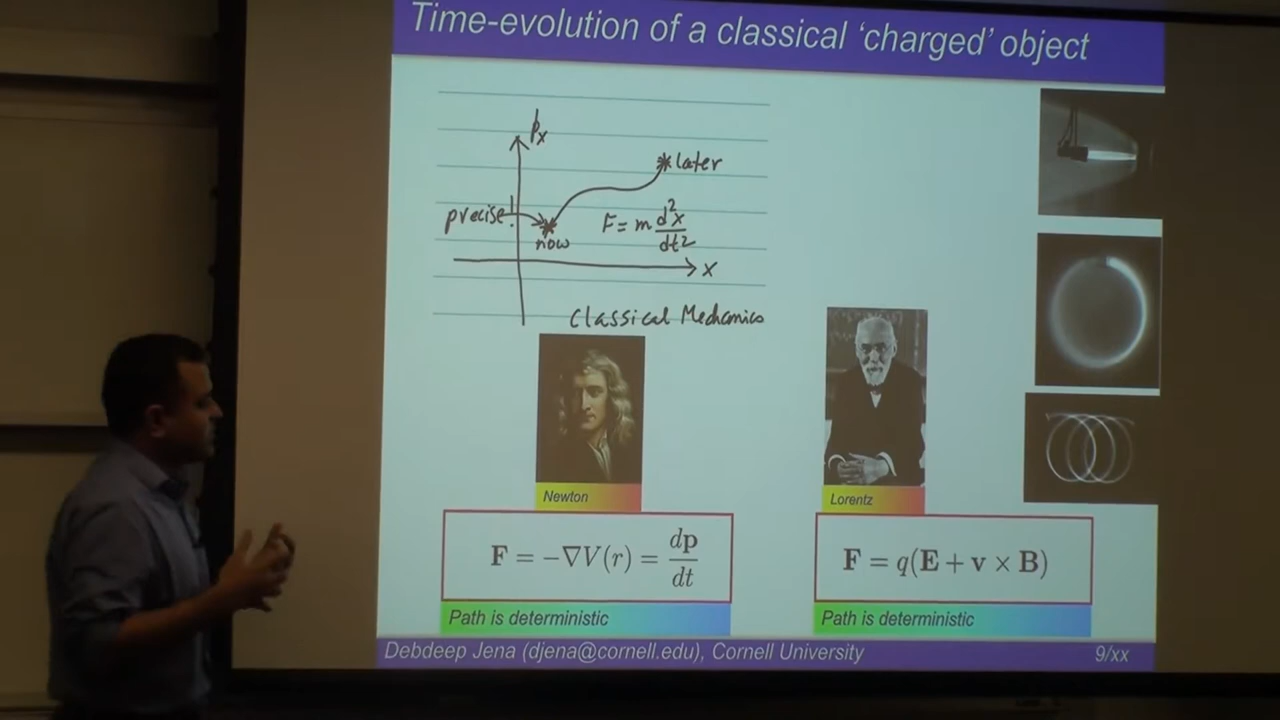 Time-evolution of a classical ‘charged’ object
pₓ
later
precise!
now
F = m d²x/dt²
x
Classical Mechanics
Newton
Lorentz
F = −∇V(r) = dp/dt
F = q(E + v × B)
Path is deterministic
Path is deterministic
Debdeep Jena (djena@cornell.edu), Cornell University
9/xx